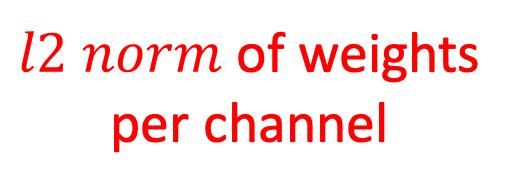 l2 norm of weights
per channel